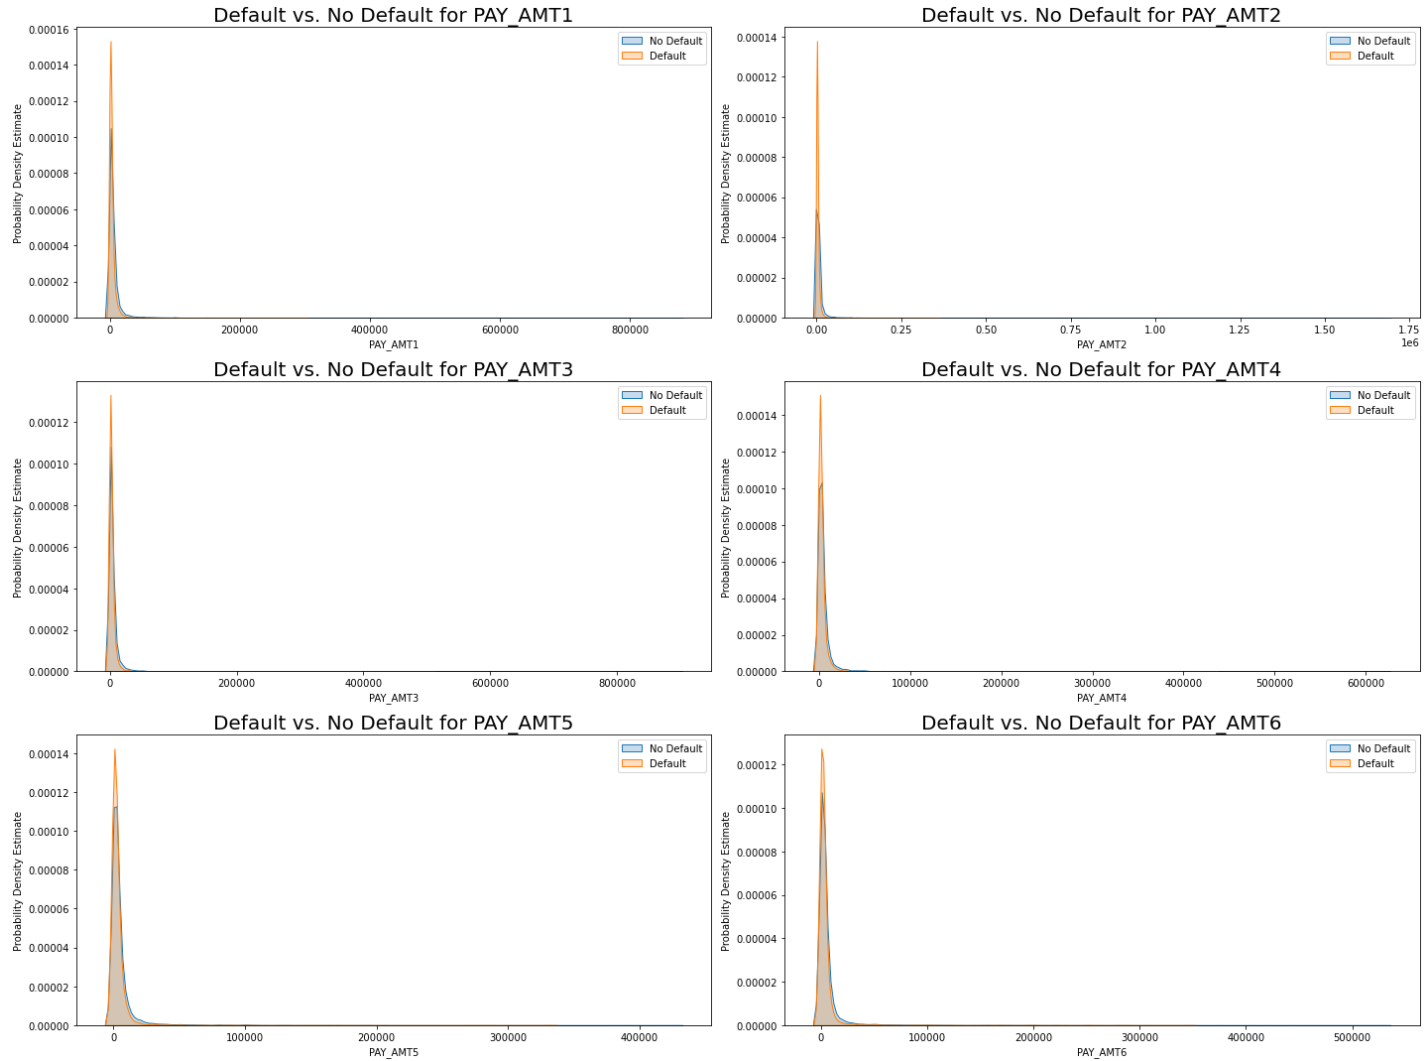 Default vs. No Default for PAY_AMT1
0.00016
0.00014
0.00012
0.00010
0.00008
0.00006
0.00004
0.00002
0.00000
Probability Density Estimate
No Default
Default
0
200000
400000
600000
800000
PAY_AMT1
Default vs. No Default for PAY_AMT2
0.00014
0.00012
0.00010
0.00008
0.00006
0.00004
0.00002
0.00000
Probability Density Estimate
No Default
Default
0.00
0.25
0.50
0.75
1.00
1.25
1.50
1.75
1e6
PAY_AMT2
Default vs. No Default for PAY_AMT3
0.00012
0.00010
0.00008
0.00006
0.00004
0.00002
0.00000
Probability Density Estimate
No Default
Default
0
200000
400000
600000
800000
PAY_AMT3
Default vs. No Default for PAY_AMT4
0.00014
0.00012
0.00010
0.00008
0.00006
0.00004
0.00002
0.00000
Probability Density Estimate
No Default
Default
0
100000
200000
300000
400000
500000
600000
PAY_AMT4
Default vs. No Default for PAY_AMT5
0.00014
0.00012
0.00010
0.00008
0.00006
0.00004
0.00002
0.00000
Probability Density Estimate
No Default
Default
0
100000
200000
300000
400000
PAY_AMT5
Default vs. No Default for PAY_AMT6
0.00012
0.00010
0.00008
0.00006
0.00004
0.00002
0.00000
Probability Density Estimate
No Default
Default
0
100000
200000
300000
400000
500000
PAY_AMT6